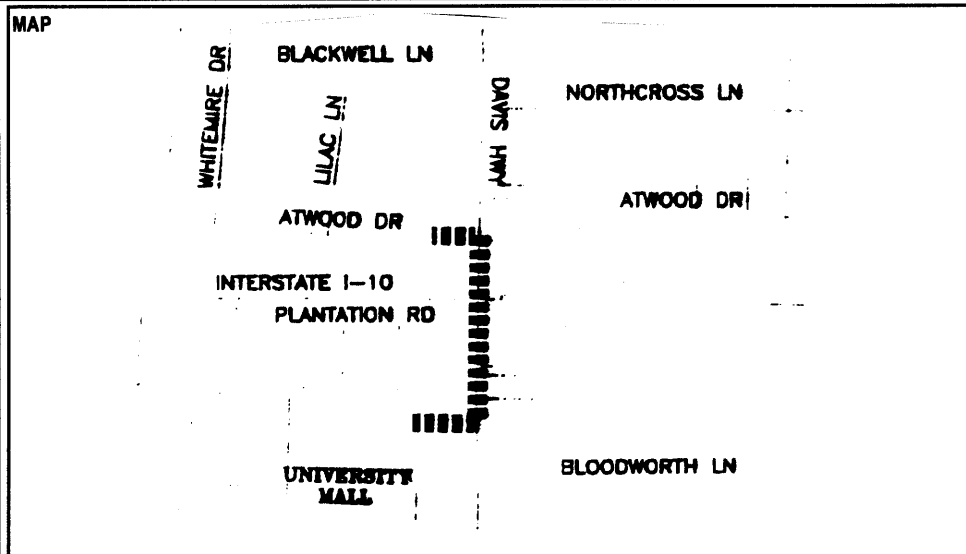 MAP
BLACKWELL LN
WHITEMIRE DR
LILAC LN
DAVIS HWY
NORTHCROSS LN
ATWOOD DR
ATWOOD DR
INTERSTATE I-10
PLANTATION RD
UNIVERSITY
MALL
BLOODWORTH LN